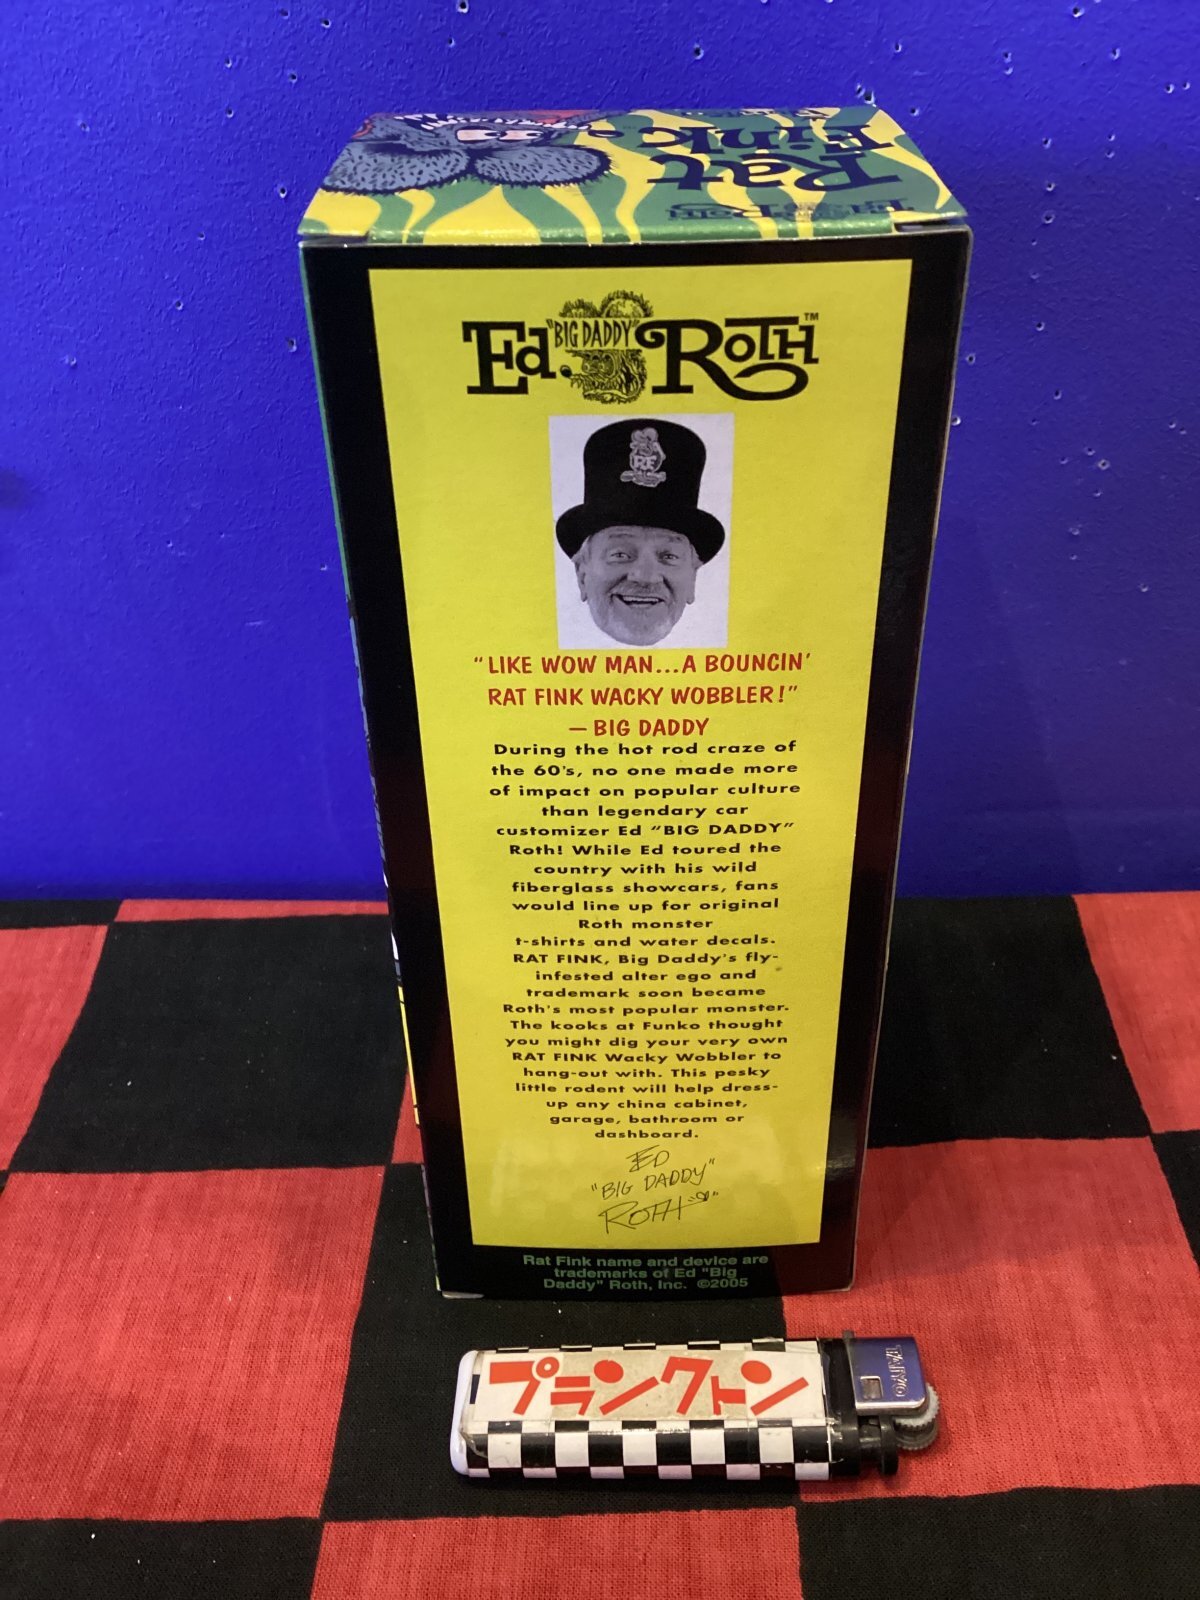 Rat
Fink
Ed "BIG DADDY" ROTH™
RF
"LIKE WOW MAN...A BOUNCIN'
RAT FINK WACKY WOBBLER!"
— BIG DADDY
During the hot rod craze of
the 60's, no one made more
of impact on popular culture
than legendary car
customizer Ed "BIG DADDY"
Roth! While Ed toured the
country with his wild
fiberglass showcars, fans
would line up for original
Roth monster
t-shirts and water decals.
RAT FINK, Big Daddy's fly-
infested alter ego and
trademark soon became
Roth's most popular monster.
The kooks at Funko thought
you might dig your very own
RAT FINK Wacky Wobbler to
hang-out with. This pesky
little rodent will help dress-
up any china cabinet,
garage, bathroom or
dashboard.
ED
"BIG DADDY"
ROTH
Rat Fink name and device are
trademarks of Ed "Big
Daddy" Roth, Inc. ©2005
プランクトン